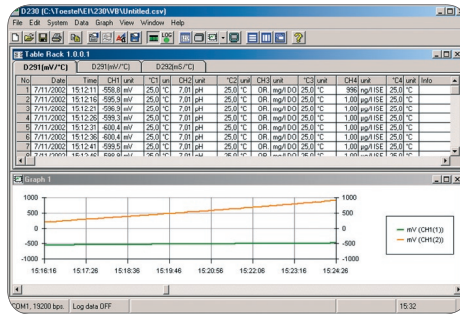 D230 [C:\Toestel\EI\230\VB\Untitled.csv]
File Edit System Data Graph View Window Help
Table Rack 1.0.0.1
D291(mV/°C) D291(mV/°C) D292(mS/°C)
No Date Time CH1 unit °C1 un CH2 unit °C2 unit CH3 unit °C3 unit CH4 unit °C4 unit Info
1 7/11/2002 15:12:11 -558,8 mV 25,0 °C 7,01 pH 25,0 °C OR. mg/l DO 25,0 °C 996 µg/l ISE 25,0 °C
2 7/11/2002 15:12:16 -595,9 mV 25,0 °C 7,01 pH 25,0 °C OR. mg/l DO 25,0 °C 1,00 µg/l ISE 25,0 °C
3 7/11/2002 15:12:21 -596,9 mV 25,0 °C 7,01 pH 25,0 °C OR. mg/l DO 25,0 °C 1,00 µg/l ISE 25,0 °C
4 7/11/2002 15:12:26 -599,3 mV 25,0 °C 7,01 pH 25,0 °C OR. mg/l DO 25,0 °C 1,00 µg/l ISE 25,0 °C
5 7/11/2002 15:12:31 -600,4 mV 25,0 °C 7,01 pH 25,0 °C OR. mg/l DO 25,0 °C 1,00 µg/l ISE 25,0 °C
6 7/11/2002 15:12:36 -600,4 mV 25,0 °C 7,01 pH 25,0 °C OR. mg/l DO 25,0 °C 1,00 µg/l ISE 25,0 °C
7 7/11/2002 15:12:41 -599,5 mV 25,0 °C 7,01 pH 25,0 °C OR. mg/l DO 25,0 °C 1,00 µg/l ISE 25,0 °C
Graph 1
1000 1000
500 500
0 0
-500 -500
-1000 -1000
mV (CH1(1))
mV (CH1(2))
15:16:16 15:17:26 15:18:36 15:19:46 15:20:56 15:22:06 15:23:16 15:24:26
COM1, 19200 bps. Log data OFF 15:32